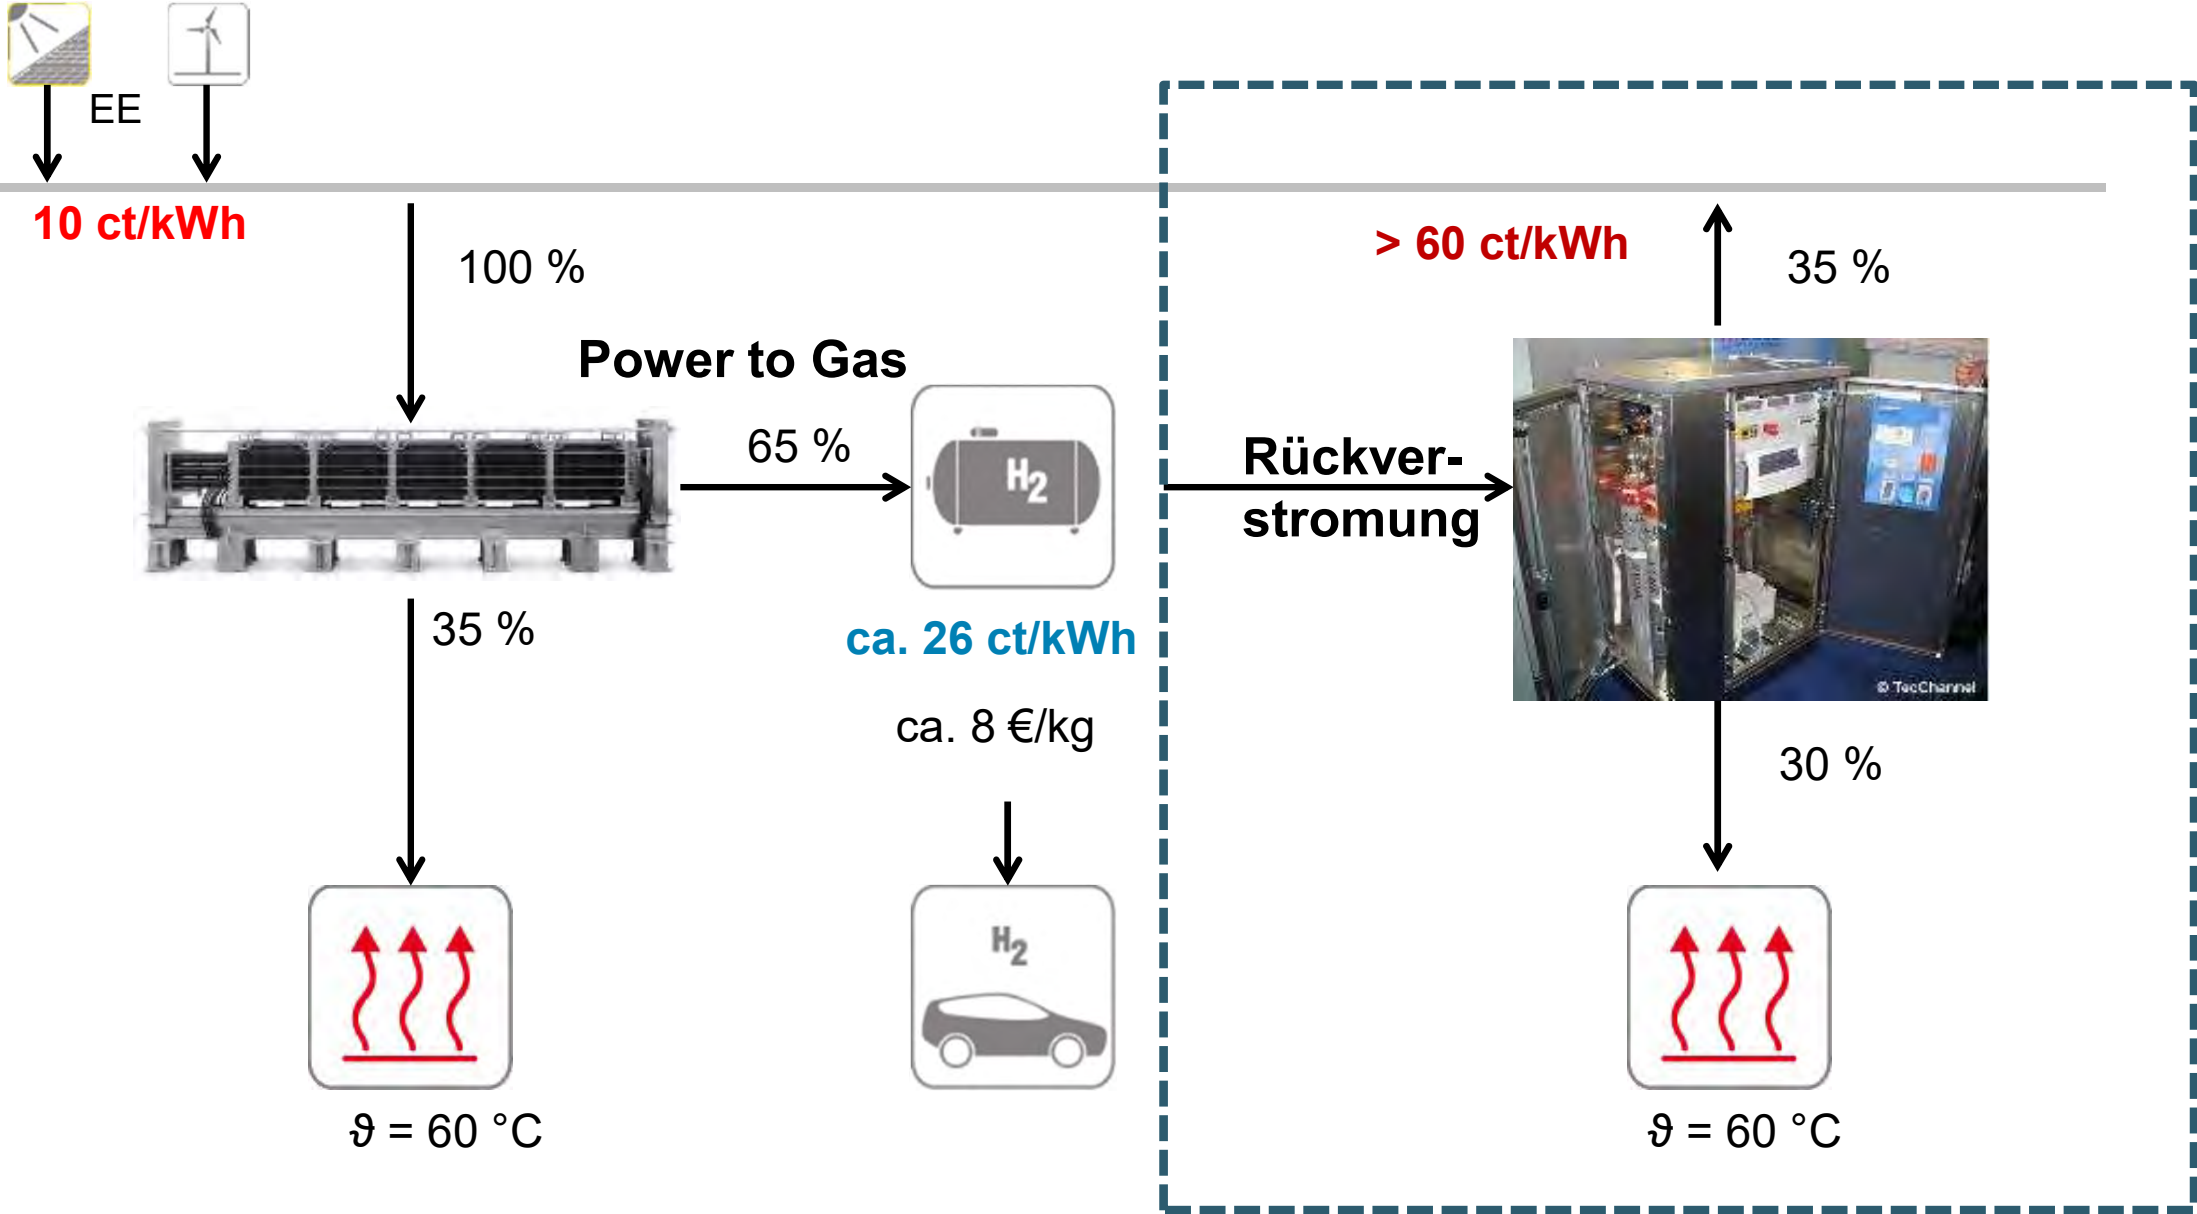 EE
10 ct/kWh
100 %
> 60 ct/kWh
35 %
Power to Gas
65 %
H2
Rückver-
stromung
35 %
ca. 26 ct/kWh
© TecChannel
ca. 8 €/kg
30 %
H2
ϑ = 60 °C
ϑ = 60 °C